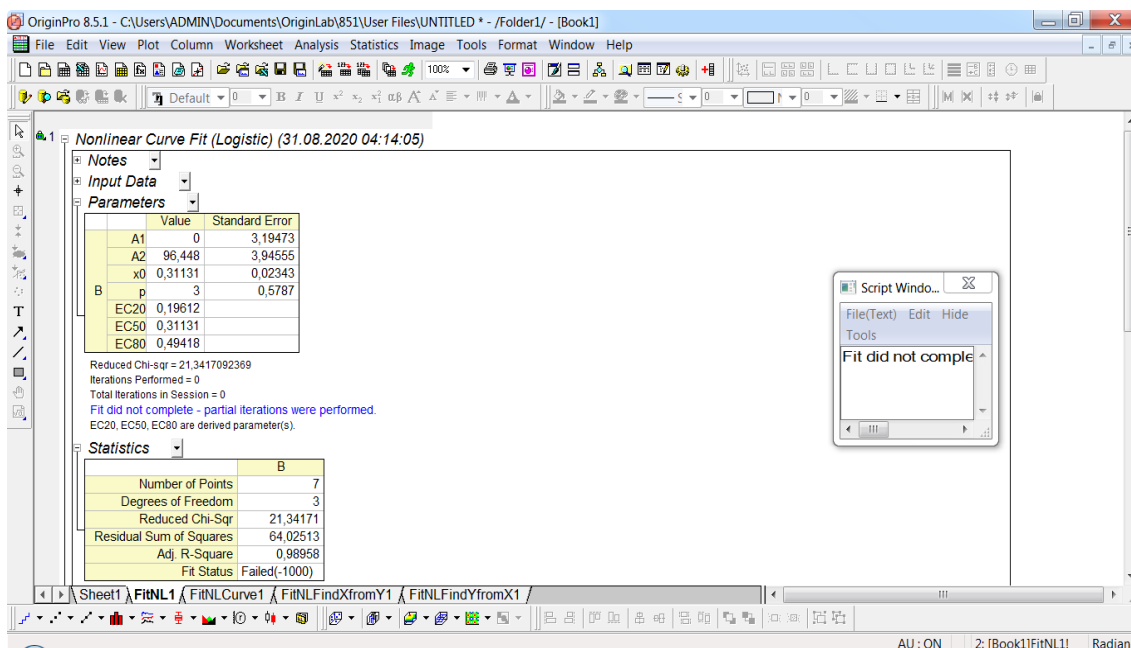 OriginPro 8.5.1 - C:\Users\ADMIN\Documents\OriginLab\851\User Files\UNTITLED * - /Folder1/ - [Book1]
File Edit View Plot Column Worksheet Analysis Statistics Image Tools Format Window Help
100%
Default 0 B I U x² x₂ αβ A A 0 0
1 Nonlinear Curve Fit (Logistic) (31.08.2020 04:14:05)
Notes
Input Data
Parameters
Value Standard Error
A1 0 3,19473
A2 96,448 3,94555
x0 0,31131 0,02343
B p 3 0,5787
EC20 0,19612
EC50 0,31131
EC80 0,49418
Reduced Chi-sqr = 21,3417092369
Iterations Performed = 0
Total Iterations in Session = 0
Fit did not complete - partial iterations were performed.
EC20, EC50, EC80 are derived parameter(s).
Statistics
B
Number of Points 7
Degrees of Freedom 3
Reduced Chi-Sqr 21,34171
Residual Sum of Squares 64,02513
Adj. R-Square 0,98958
Fit Status Failed(-1000)
Script Windo...
File(Text) Edit Hide
Tools
Fit did not comple
Sheet1 FitNL1 FitNLCurve1 FitNLFindXfromY1 FitNLFindYfromX1
AU : ON 2: [Book1]FitNL1! Radian